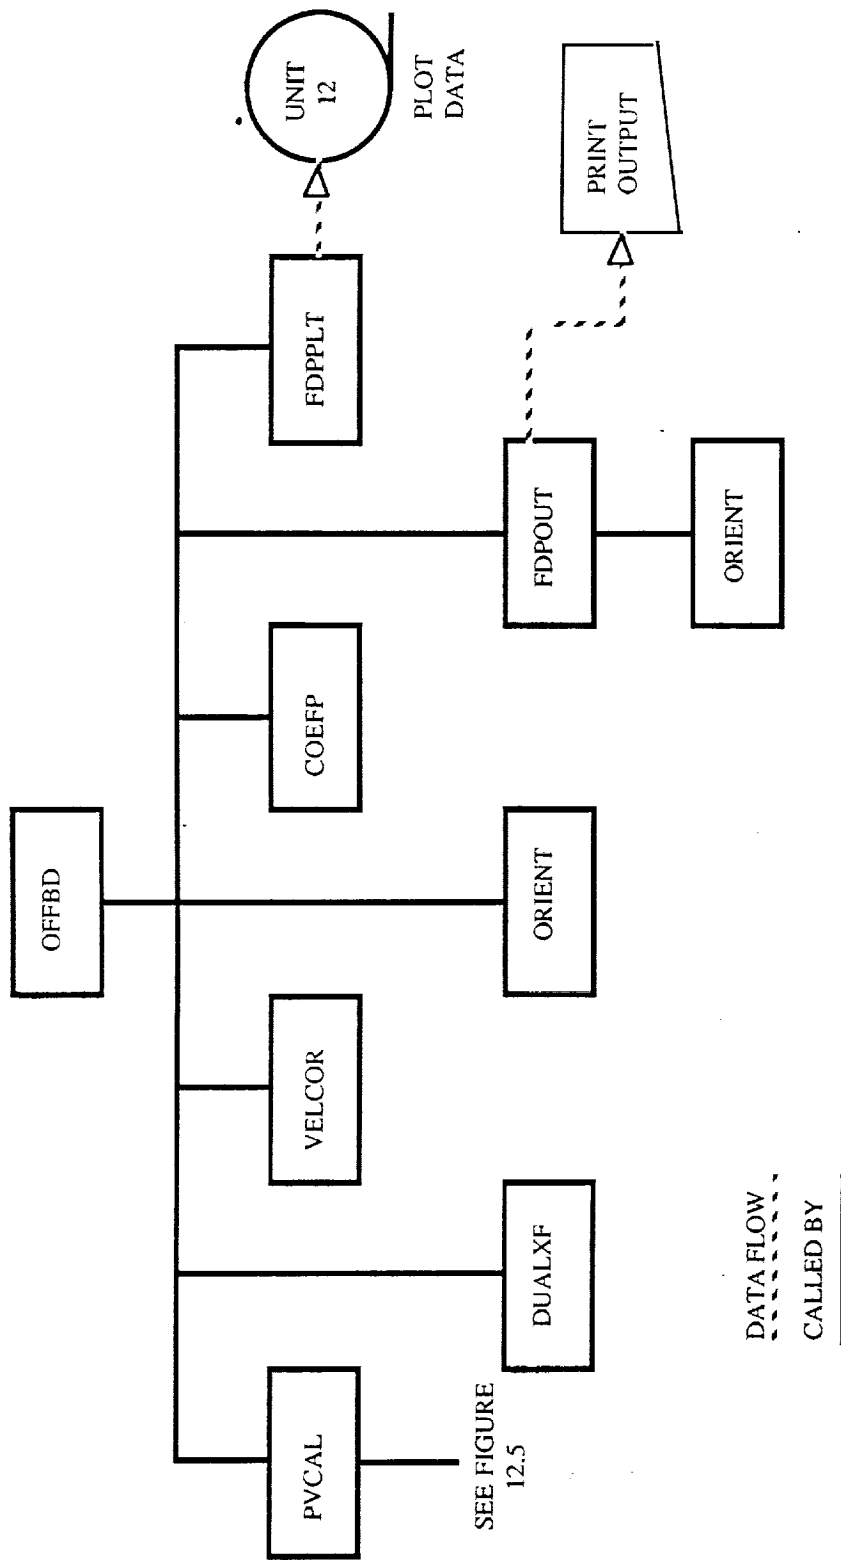 OFFBD
PVCAL
VELCOR
COEFP
FDPPLT
UNIT
12
PLOT
DATA
SEE FIGURE
12.5
DUALXF
ORIENT
FDPOUT
PRINT
OUTPUT
ORIENT
DATA FLOW
CALLED BY